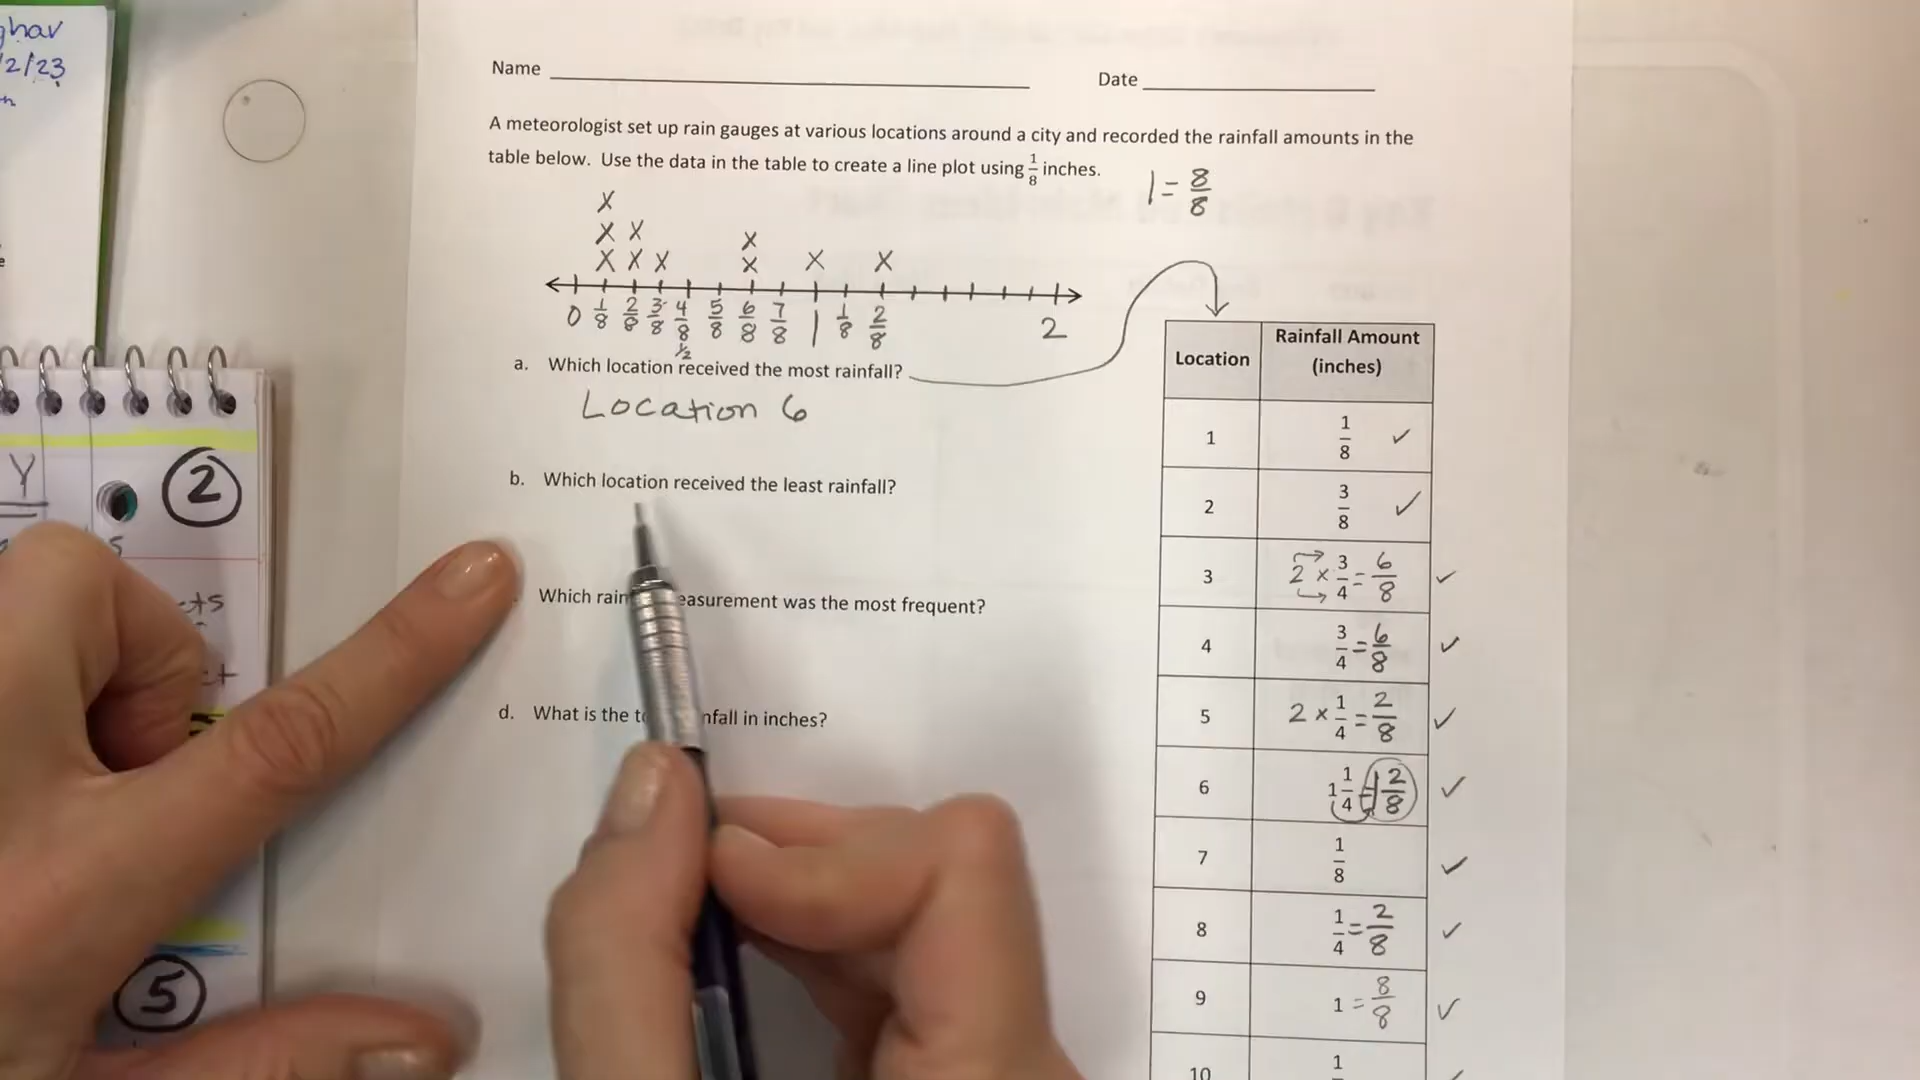 ghav
2/23
Name
Date
A meteorologist set up rain gauges at various locations around a city and recorded the rainfall amounts in the
table below. Use the data in the table to create a line plot using 1/8 inches.
1 = 8/8
X
X X X
X X X X X X
0 1/8 2/8 3/8 4/8 5/8 6/8 7/8 1 1/8 2/8 2
1/2
a. Which location received the most rainfall?
Location 6
b. Which location received the least rainfall?
Which rain easurement was the most frequent?
d. What is the t nfall in inches?
Location Rainfall Amount (inches)
1 1/8 ✓
2 3/8 ✓
3 2 × 3/4 = 6/8 ✓
4 3/4 = 6/8 ✓
5 2 × 1/4 = 2/8 ✓
6 1 1/4 = 1 2/8 ✓
7 1/8 ✓
8 1/4 = 2/8 ✓
9 1 = 8/8 ✓
10 1
Y
2
5